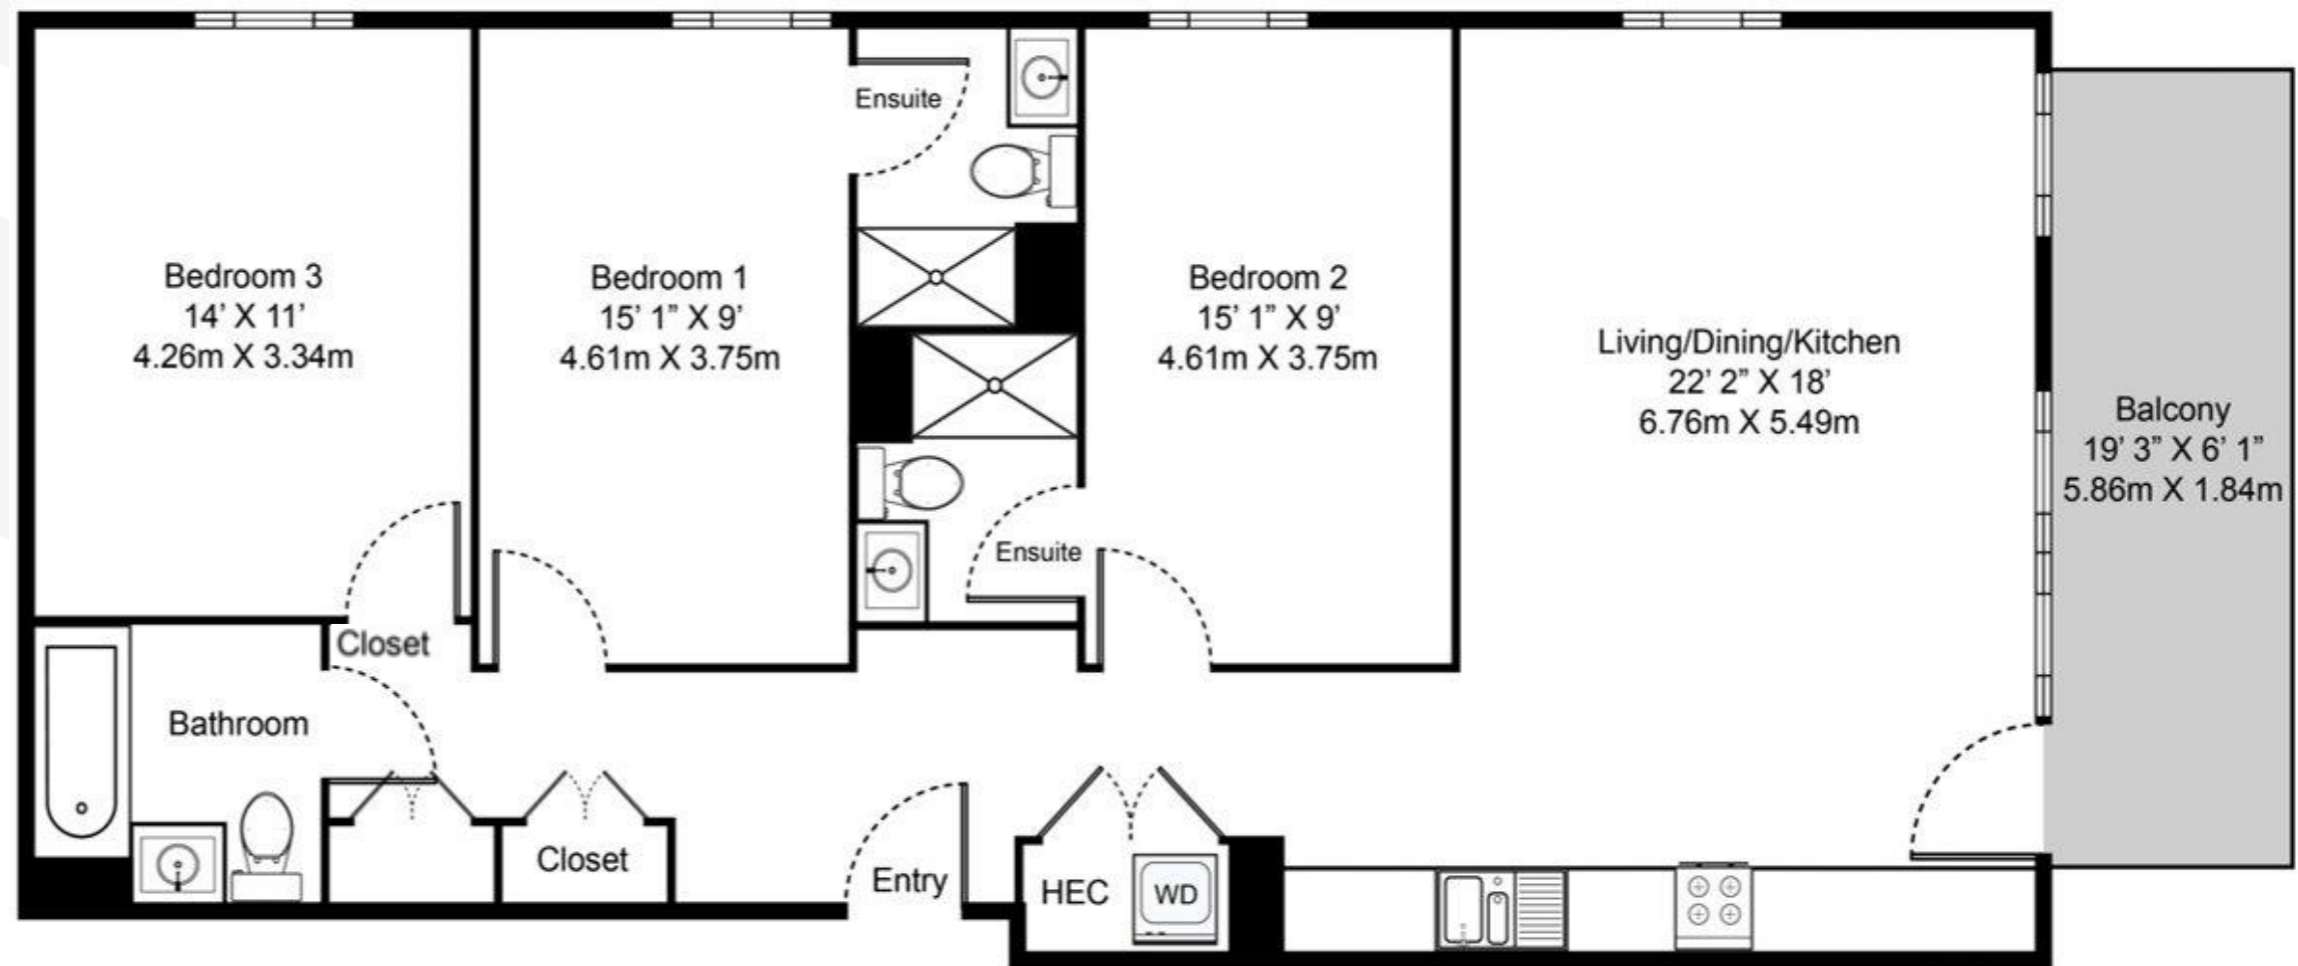 Ensuite
Bedroom 3
14’ X 11’
4.26m X 3.34m
Bedroom 1
15’ 1” X 9’
4.61m X 3.75m
Bedroom 2
15’ 1” X 9’
4.61m X 3.75m
Living/Dining/Kitchen
22’ 2” X 18’
6.76m X 5.49m
Balcony
19’ 3” X 6’ 1”
5.86m X 1.84m
Ensuite
Closet
Bathroom
Closet
Entry
HEC
WD